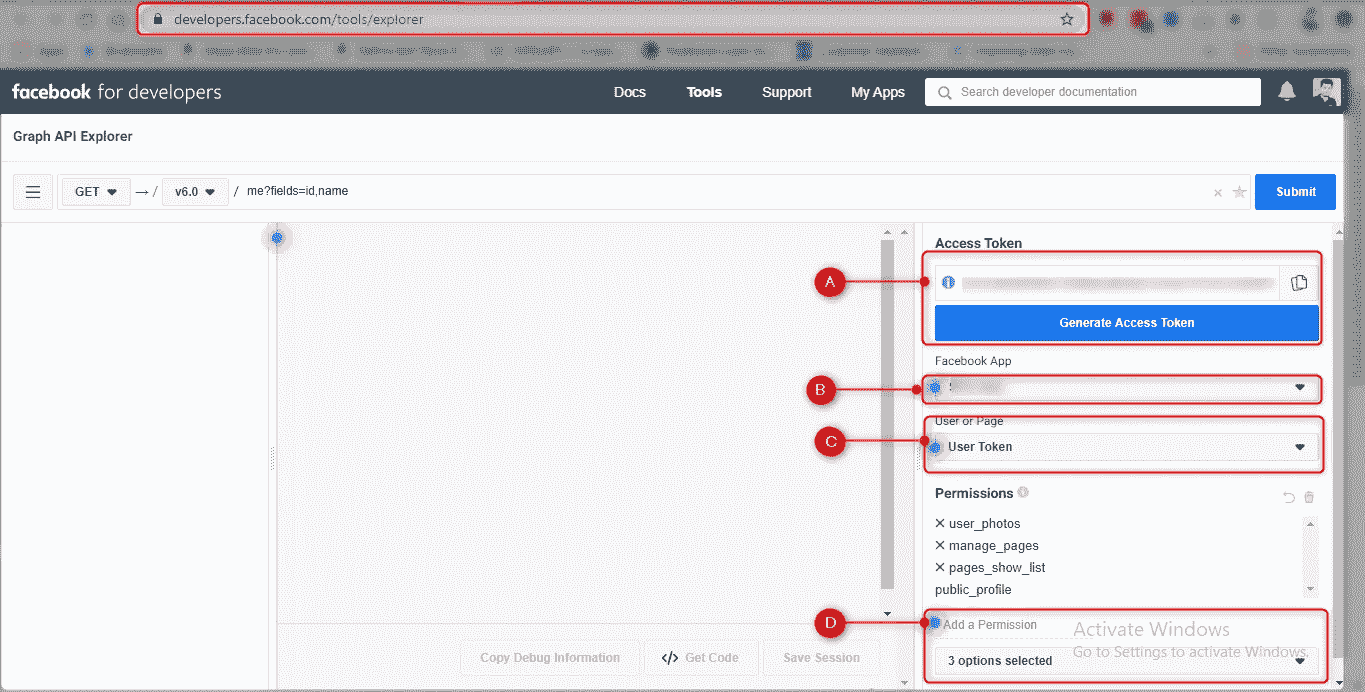 developers.facebook.com/tools/explorer
facebook for developers
Docs
Tools
Support
My Apps
Search developer documentation
Graph API Explorer
GET
→ /
v6.0
/
me?fields=id,name
Submit
Access Token
A
Generate Access Token
Facebook App
B
User or Page
C
User Token
Permissions
user_photos
manage_pages
pages_show_list
public_profile
D
Add a Permission
Activate Windows
Go to Settings to activate Windows.
3 options selected
Copy Debug Information
</> Get Code
Save Session